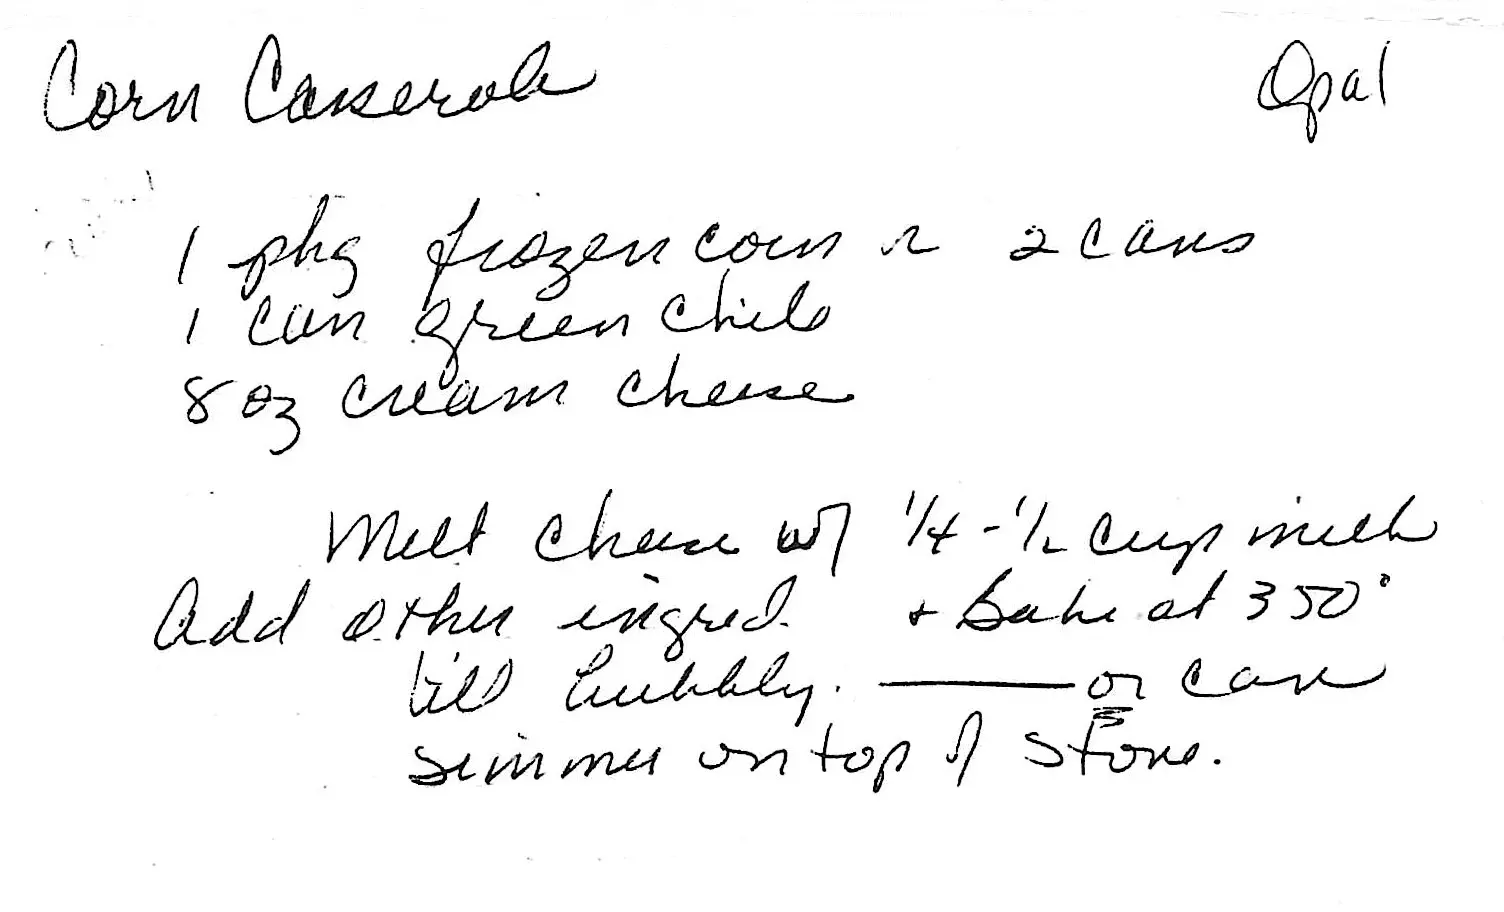 Corn Casserole Opal
1 pkg frozen corn or 2 cans
1 can green chile
8 oz cream cheese
Melt cheese w/ 1/4 - 1/2 cup milk
Add other ingred. + Bake at 350°
till bubbly. —— or can
simmer on top of stove.